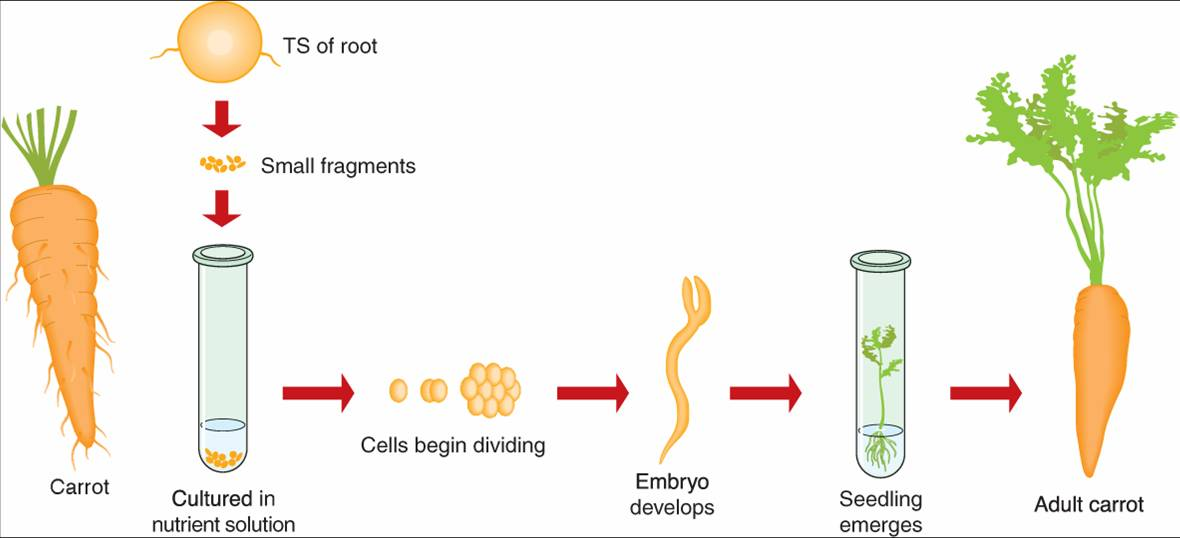 TS of root
Small fragments
Carrot
Cultured in
nutrient solution
Cells begin dividing
Embryo
develops
Seedling
emerges
Adult carrot